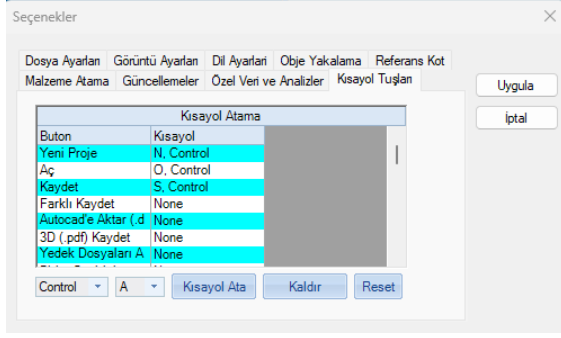 Seçenekler
Dosya Ayarları Görüntü Ayarları Dil Ayarlari Obje Yakalama Referans Kot
Malzeme Atama Güncellemeler Özel Veri ve Analizler Kısayol Tuşları
Uygula
İptal
Kısayol Atama
Buton Kısayol
Yeni Proje N, Control
Aç O, Control
Kaydet S, Control
Farklı Kaydet None
Autocad'e Aktar (.d None
3D (.pdf) Kaydet None
Yedek Dosyaları A None
Control A Kısayol Ata Kaldır Reset